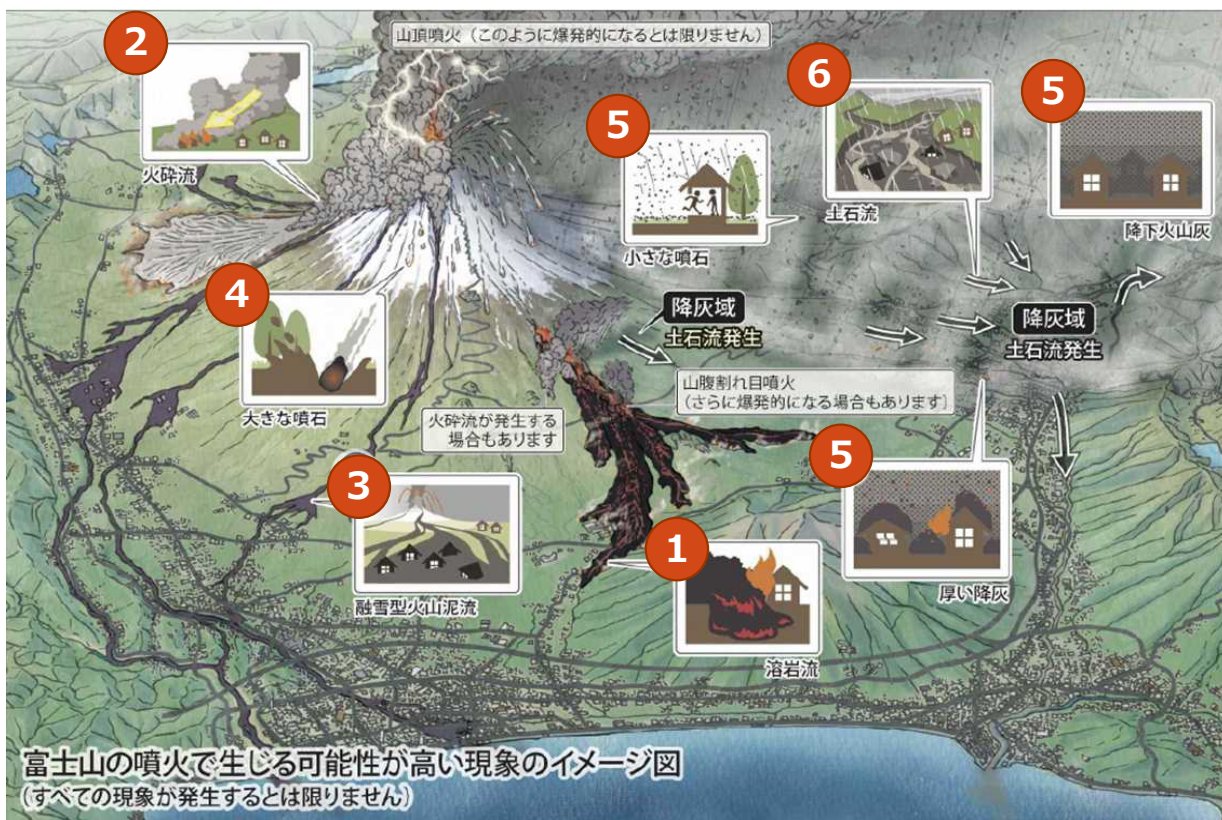 山頂噴火（このように爆発的になるとは限りません）
2
火砕流
5
小さな噴石
6
土石流
5
降下火山灰
4
大きな噴石
降灰域
土石流発生
降灰域
土石流発生
山腹割れ目噴火
（さらに爆発的になる場合もあります）
火砕流が発生する
場合もあります
3
融雪型火山泥流
5
厚い降灰
1
溶岩流
富士山の噴火で生じる可能性が高い現象のイメージ図
（すべての現象が発生するとは限りません）